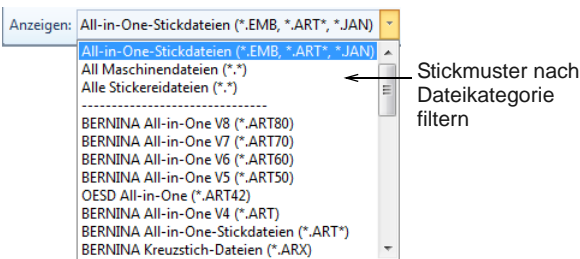 Anzeigen: All-in-One-Stickdateien (*.EMB, *.ART*, *.JAN)
All-in-One-Stickdateien (*.EMB, *.ART*, *.JAN)
All Maschinendateien (*.*)
Alle Stickereidateien (*.*)
------------------------------
BERNINA All-in-One V8 (*.ART80)
BERNINA All-in-One V7 (*.ART70)
BERNINA All-in-One V6 (*.ART60)
BERNINA All-in-One V5 (*.ART50)
OESD All-in-One (*.ART42)
BERNINA All-in-One V4 (*.ART)
BERNINA All-in-One-Stickdateien (*.ART*)
BERNINA Kreuzstich-Dateien (*.ARX)
Stickmuster nach
Dateikategorie
filtern